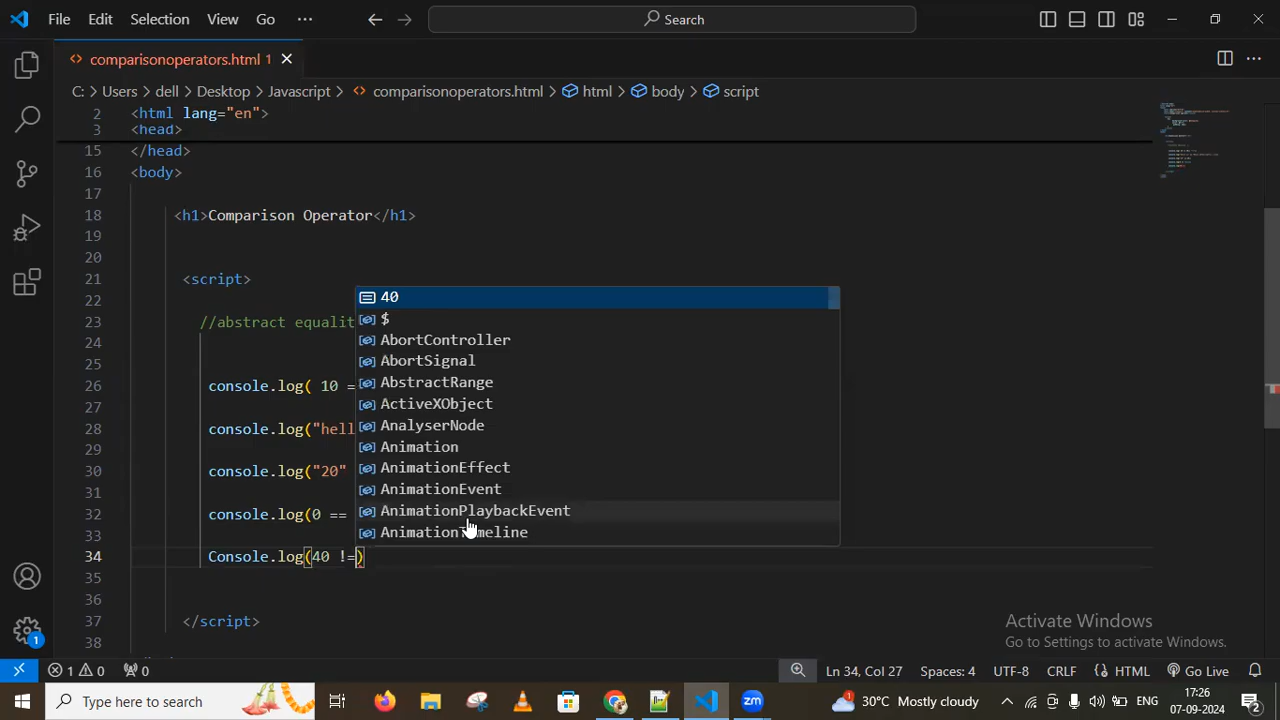 File Edit Selection View Go ··· Search
comparisonoperators.html 1
C: > Users > dell > Desktop > Javascript > comparisonoperators.html > html > body > script
2 <html lang="en">
3 <head>
15 </head>
16 <body>
17
18 <h1>Comparison Operator</h1>
19
20
21 <script>
22
23 //abstract equalit
24
25
26 console.log( 10 =
27
28 console.log("hell
29
30 console.log("20"
31
32 console.log(0 ==
33
34 Console.log(40 !=)
35
36
37 </script>
38
40
$
AbortController
AbortSignal
AbstractRange
ActiveXObject
AnalyserNode
Animation
AnimationEffect
AnimationEvent
AnimationPlaybackEvent
AnimationTimeline
Activate Windows
Go to Settings to activate Windows.
1
1 0 0 Ln 34, Col 27 Spaces: 4 UTF-8 CRLF HTML Go Live
Type here to search 1 30°C Mostly cloudy ENG 17:26
07-09-2024 2